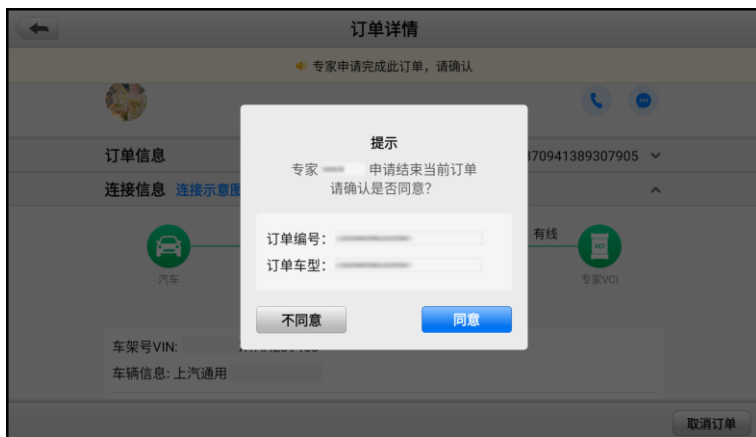 订单详情
专家申请完成此订单，请确认
提示
专家 申请结束当前订单
请确认是否同意？
订单信息
370941389307905
连接信息 连接示意图
订单编号：
订单车型：
有线
VCI
汽车
专家VCI
不同意
同意
车架号VIN:
车辆信息: 上汽通用
取消订单